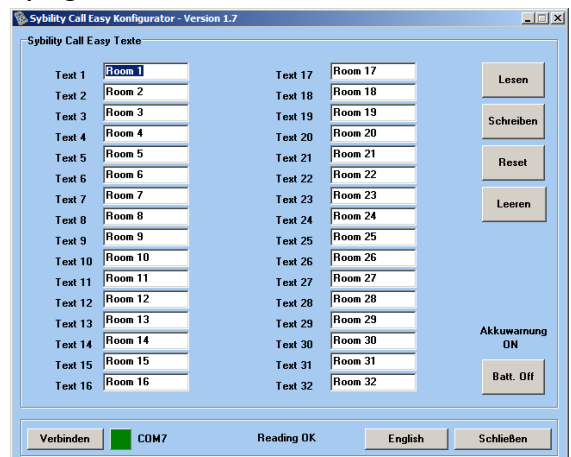 Sybility Call Easy Konfigurator - Version 1.7
Sybility Call Easy Texte
Text 1 Room 1 Text 17 Room 17
Lesen
Text 2 Room 2 Text 18 Room 18
Text 3 Room 3 Text 19 Room 19
Schreiben
Text 4 Room 4 Text 20 Room 20
Text 5 Room 5 Text 21 Room 21
Reset
Text 6 Room 6 Text 22 Room 22
Text 7 Room 7 Text 23 Room 23
Leeren
Text 8 Room 8 Text 24 Room 24
Text 9 Room 9 Text 25 Room 25
Text 10 Room 10 Text 26 Room 26
Text 11 Room 11 Text 27 Room 27
Text 12 Room 12 Text 28 Room 28
Text 13 Room 13 Text 29 Room 29
Akkuwarnung
Text 14 Room 14 Text 30 Room 30
ON
Text 15 Room 15 Text 31 Room 31
Batt. Off
Text 16 Room 16 Text 32 Room 32
Verbinden COM7 Reading OK English Schließen